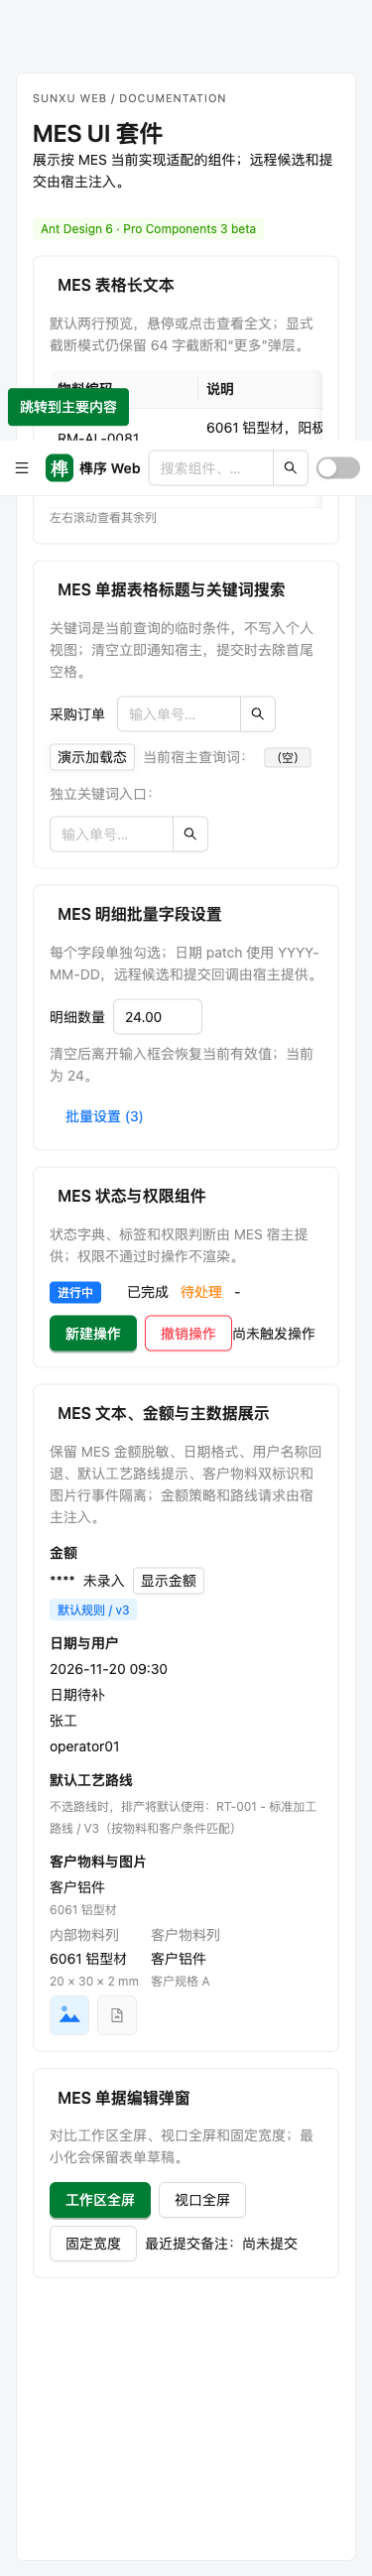 SUNXU WEB / DOCUMENTATION
MES UI 套件
展示按 MES 当前实现适配的组件；远程候选和提
交由宿主注入。
Ant Design 6 · Pro Components 3 beta
MES 表格长文本
默认两行预览，悬停或点击查看全文；显式
截断模式仍保留 64 字截断和“更多”弹层。
物料编码 说明
跳转到主要内容
RM-AL-0081 6061 铝型材，阳极
榫 榫序 Web 搜索组件、...
左右滚动查看其余列
MES 单据表格标题与关键词搜索
关键词是当前查询的临时条件，不写入个人
视图；清空立即通知宿主，提交时去除首尾
空格。
采购订单 输入单号...
演示加载态 当前宿主查询词： (空)
独立关键词入口：
输入单号...
MES 明细批量字段设置
每个字段单独勾选；日期 patch 使用 YYYY-
MM-DD，远程候选和提交回调由宿主提供。
明细数量 24.00
清空后离开输入框会恢复当前有效值；当前
为 24。
批量设置 (3)
MES 状态与权限组件
状态字典、标签和权限判断由 MES 宿主提
供；权限不通过时操作不渲染。
进行中 已完成 待处理 -
新建操作 撤销操作 尚未触发操作
MES 文本、金额与主数据展示
保留 MES 金额脱敏、日期格式、用户名称回
退、默认工艺路线提示、客户物料双标识和
图片行事件隔离；金额策略和路线请求由宿
主注入。
金额
**** 未录入 显示金额
默认规则 / v3
日期与用户
2026-11-20 09:30
日期待补
张工
operator01
默认工艺路线
不选路线时，排产将默认使用：RT-001 - 标准加工
路线 / V3（按物料和客户条件匹配）
客户物料与图片
客户铝件
6061 铝型材
内部物料列 客户物料列
6061 铝型材 客户铝件
20 × 30 × 2 mm 客户规格 A
MES 单据编辑弹窗
对比工作区全屏、视口全屏和固定宽度；最
小化会保留表单草稿。
工作区全屏 视口全屏
固定宽度 最近提交备注：尚未提交